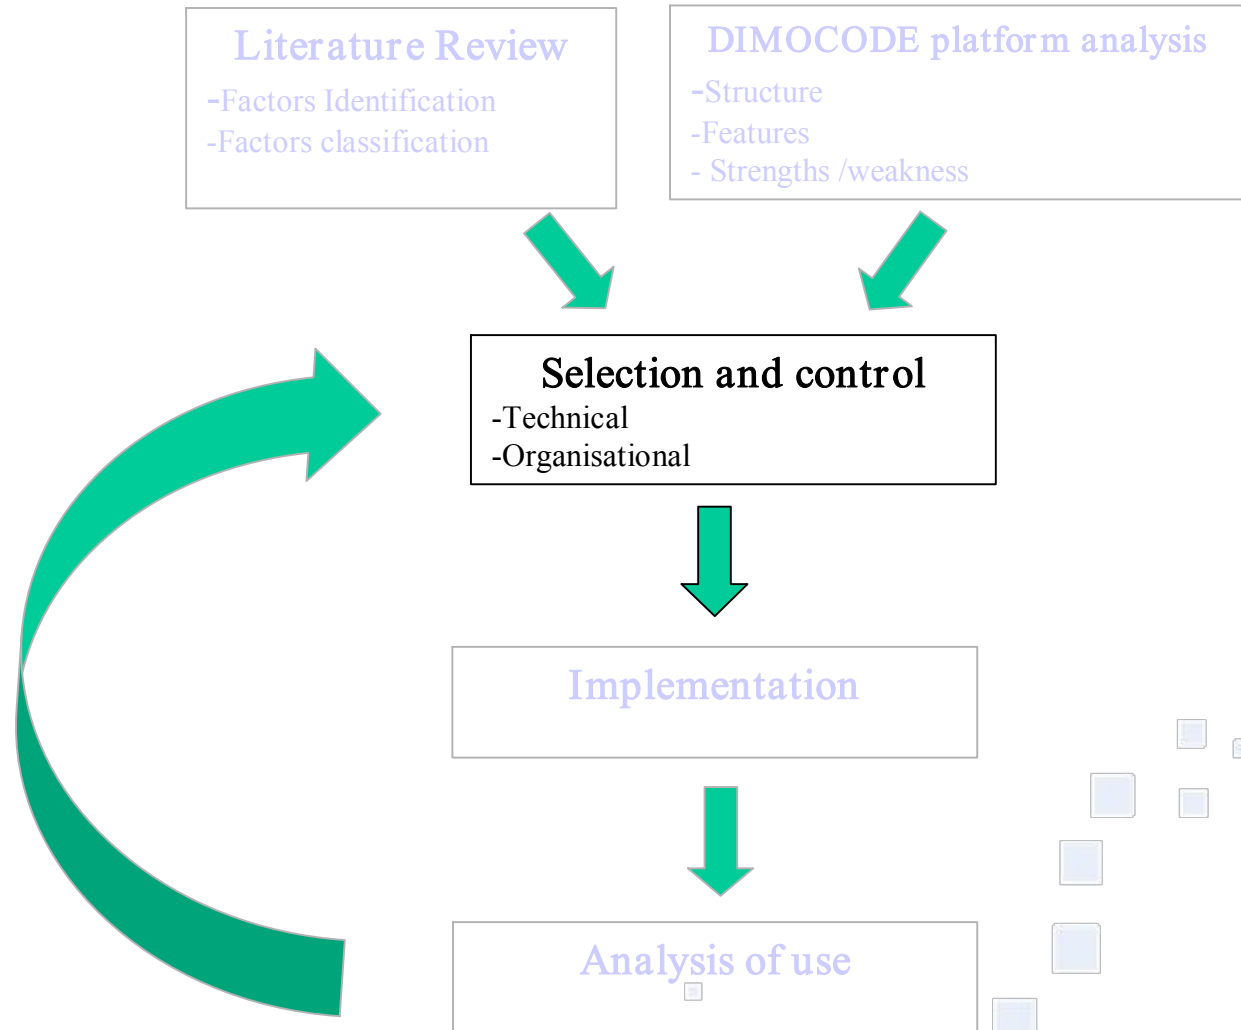 Literature Review
-Factors Identification
-Factors classification
DIMOCODE platform analysis
-Structure
-Features
- Strengths /weakness
Selection and control
-Technical
-Organisational
Implementation
Analysis of use